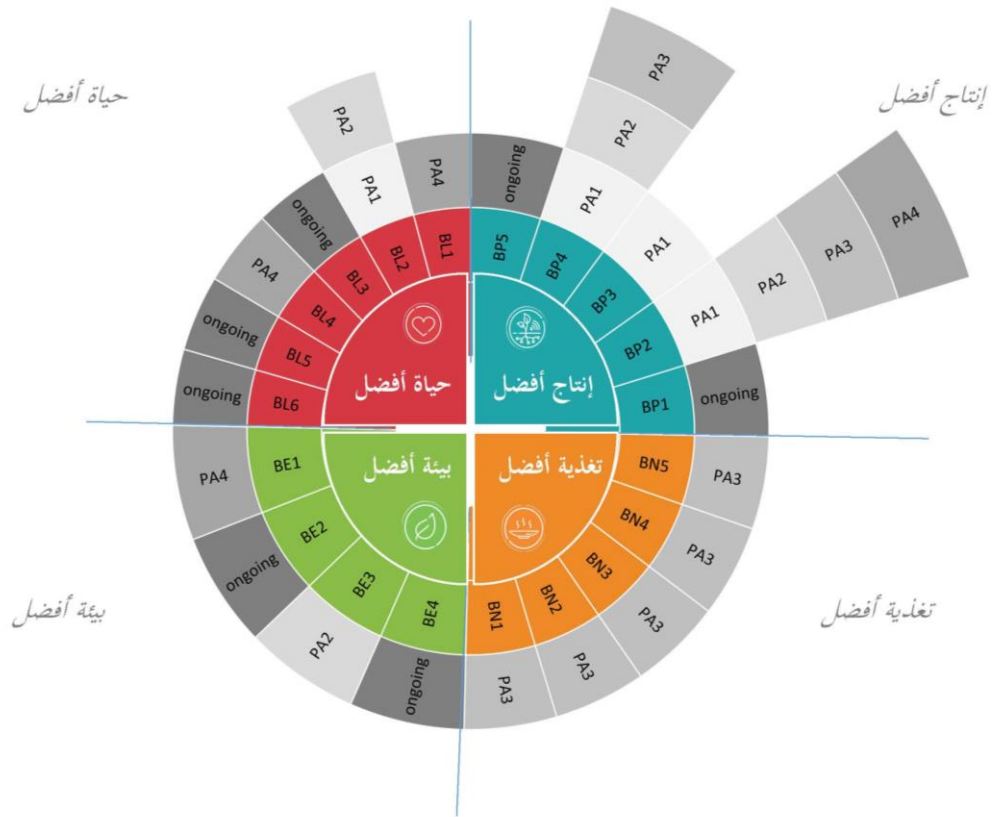 حياة أفضل
إنتاج أفضل
PA3
PA2
PA1
ongoing
PA4
PA2
PA1
ongoing
PA4
ongoing
ongoing
PA1
PA1
PA2
PA3
PA4
ongoing
BL1
BL2
BL3
BL4
BL5
BL6
BP5
BP4
BP3
BP2
BP1
حياة أفضل
إنتاج أفضل
بيئة أفضل
تغذية أفضل
BE1
BE2
BE3
BE4
BN1
BN2
BN3
BN4
BN5
PA4
ongoing
PA2
ongoing
PA3
PA3
PA3
PA3
PA3
بيئة أفضل
تغذية أفضل